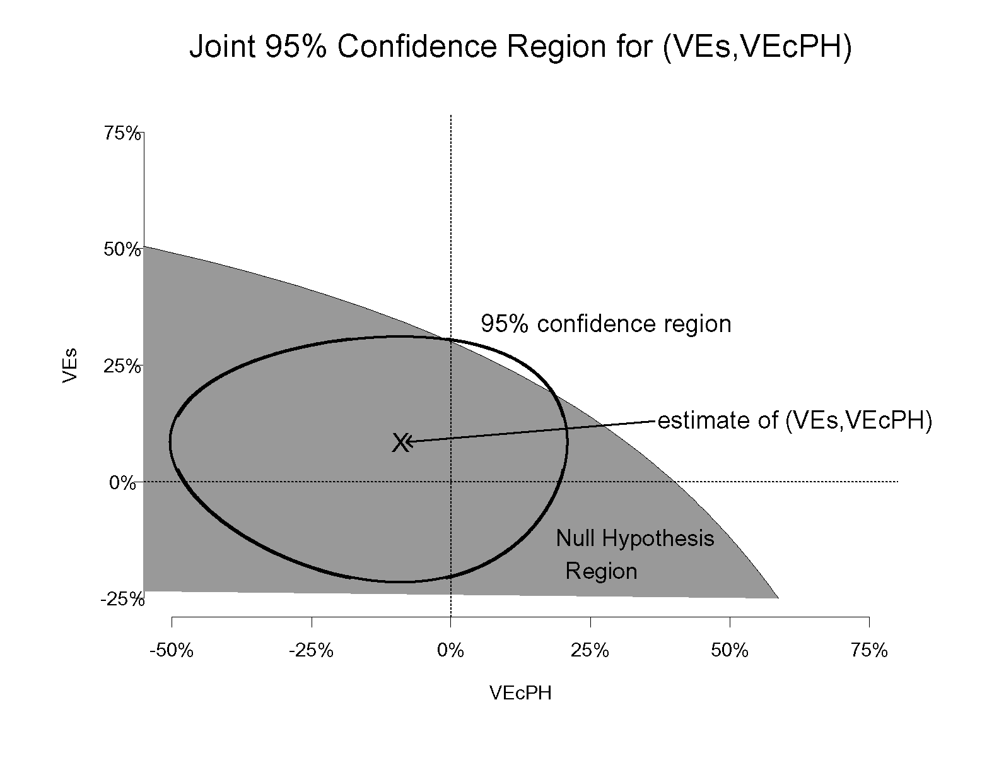 Joint 95% Confidence Region for (VEs,VEcPH)
75%
50%
95% confidence region
25%
VEs
estimate of (VEs,VEcPH)
X
0%
Null Hypothesis
Region
-25%
-50% -25% 0% 25% 50% 75%
VEcPH